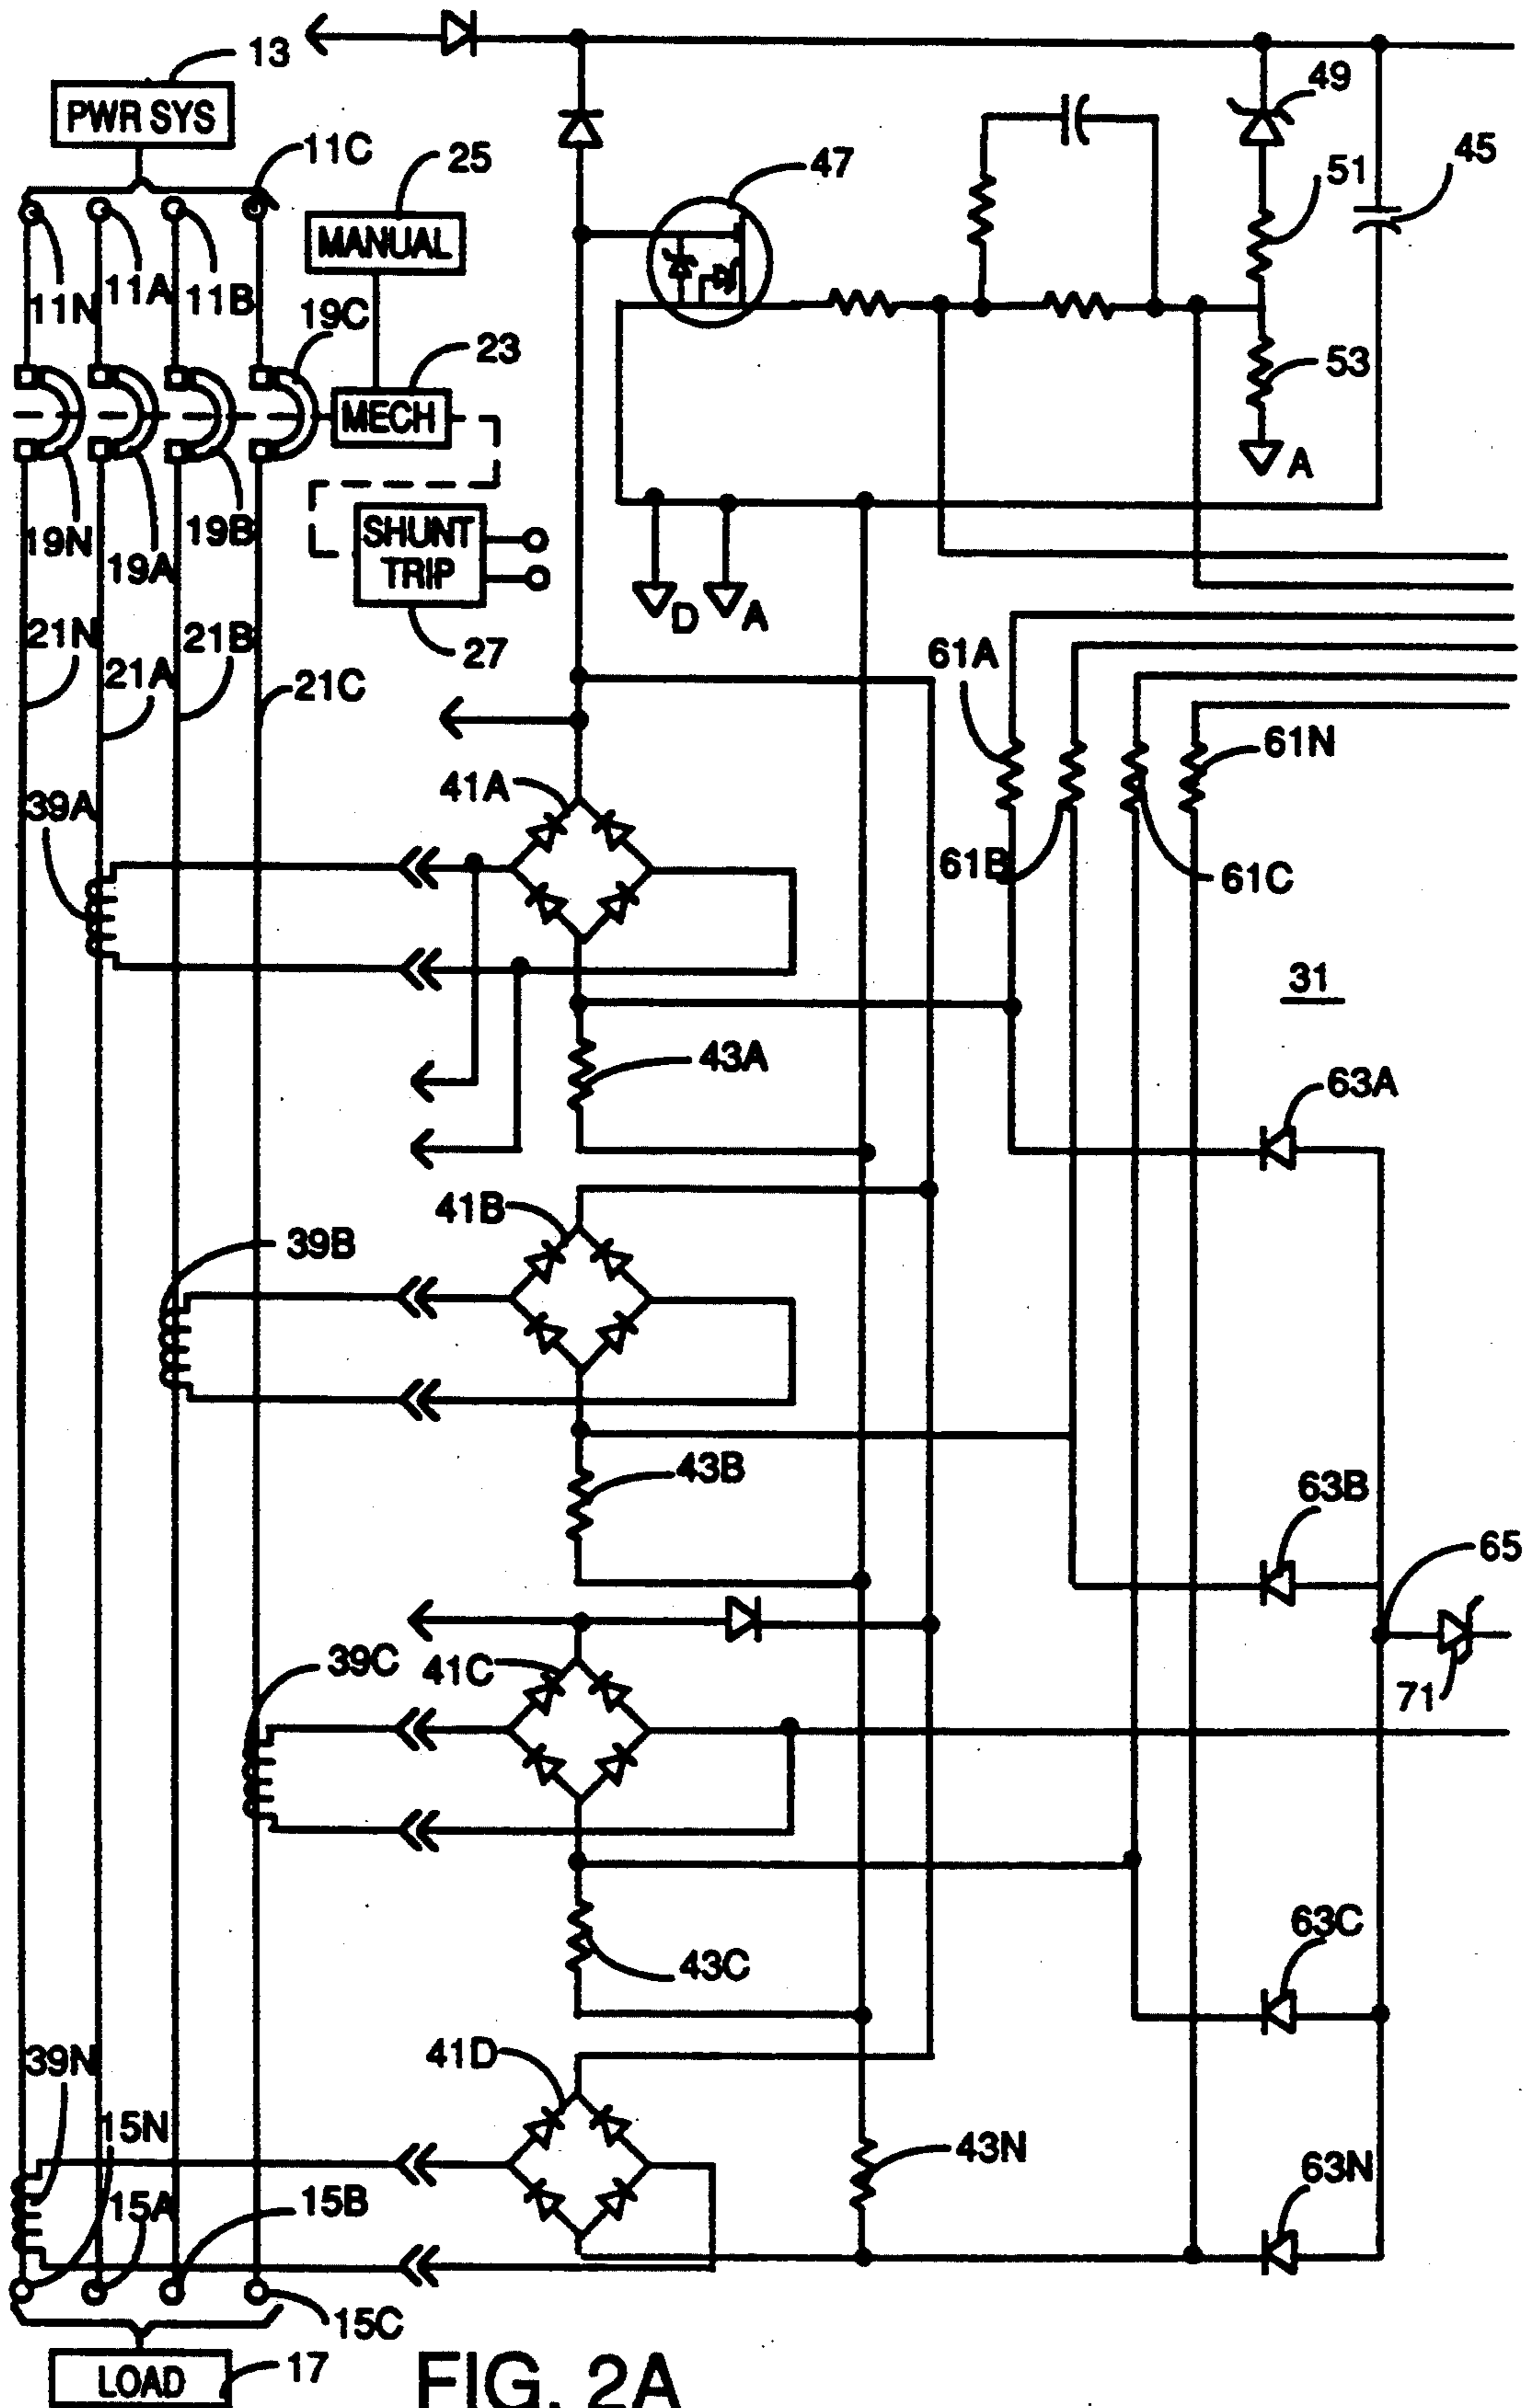 13
PWR SYS
49
11C
25
47
51
45
MANUAL
11N
11A
11B
19C
23
53
MECH
A
19N
19A
19B
SHUNT
TRIP
D
A
21N
21A
21B
21C
27
61A
61N
41A
39A
61B
61C
31
43A
63A
41B
39B
43B
63B
65
39C
41C
71
43C
63C
41D
39N
15N
43N
63N
15A
15B
15C
LOAD
17
FIG. 2A